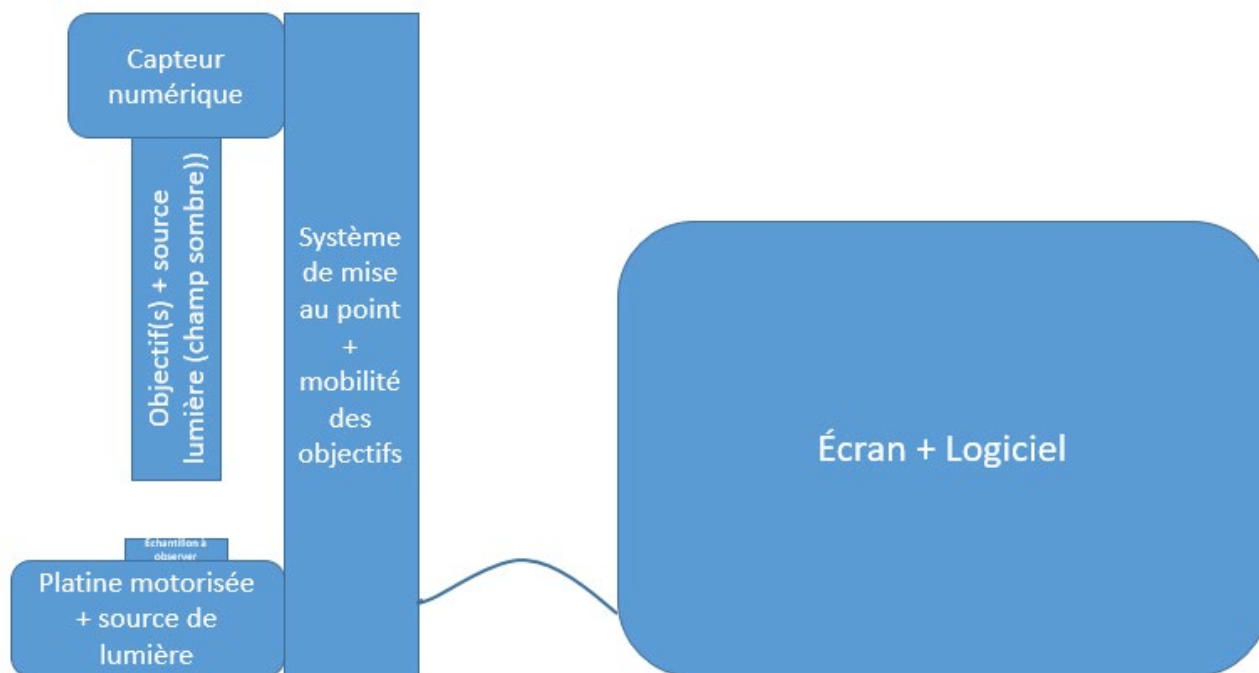 Capteur
numérique
Objectif(s) + source
lumière (champ sombre))
Système
de mise
au point
+
mobilité
des
objectifs
Échantillon à
observer
Platine motorisée
+ source de
lumière
Écran + Logiciel